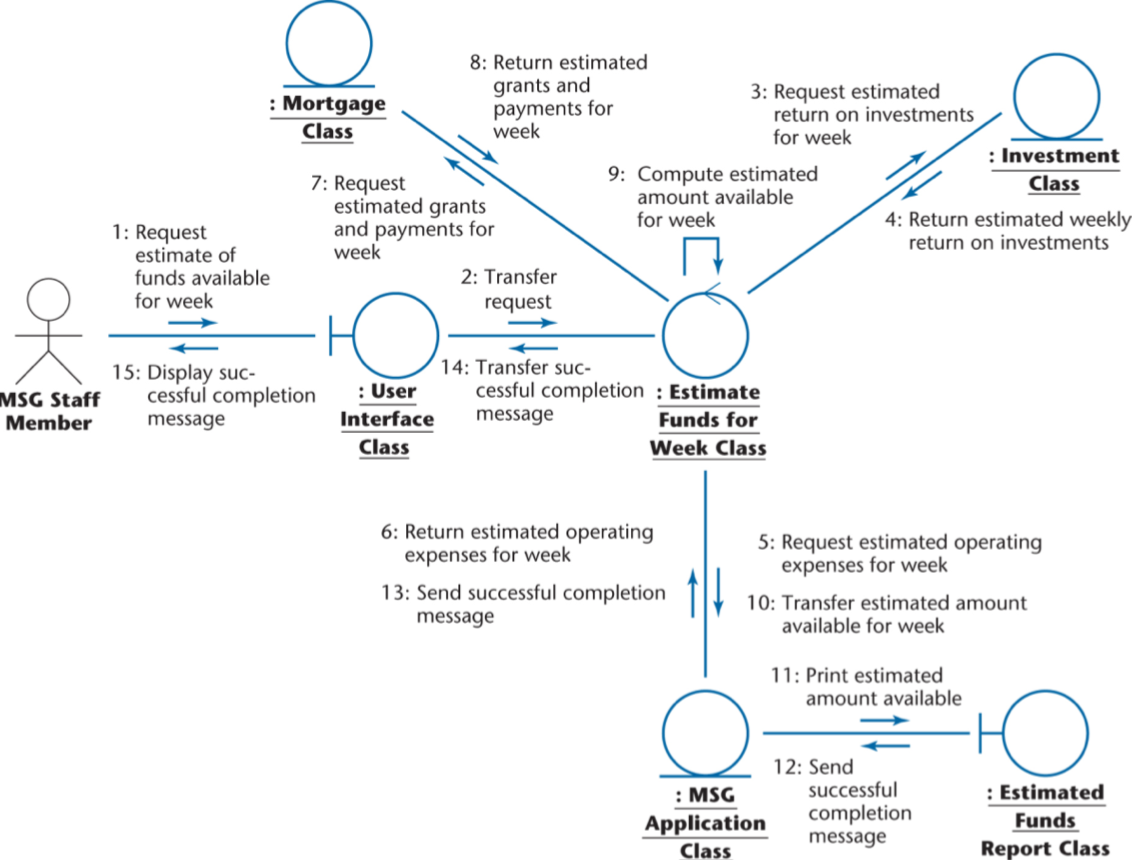 : Mortgage
Class
8: Return estimated
grants and
payments for
week
3: Request estimated
return on investments
for week
: Investment
Class
4: Return estimated weekly
return on investments
9: Compute estimated
amount available
for week
7: Request
estimated grants
and payments for
week
1: Request
estimate of
funds available
for week
2: Transfer
request
15: Display suc-
cessful completion
message
MSG Staff
Member
: User
Interface
Class
14: Transfer suc-
cessful completion
message
: Estimate
Funds for
Week Class
6: Return estimated operating
expenses for week
13: Send successful completion
message
5: Request estimated operating
expenses for week
10: Transfer estimated amount
available for week
11: Print estimated
amount available
12: Send
successful
completion
message
: MSG
Application
Class
: Estimated
Funds
Report Class